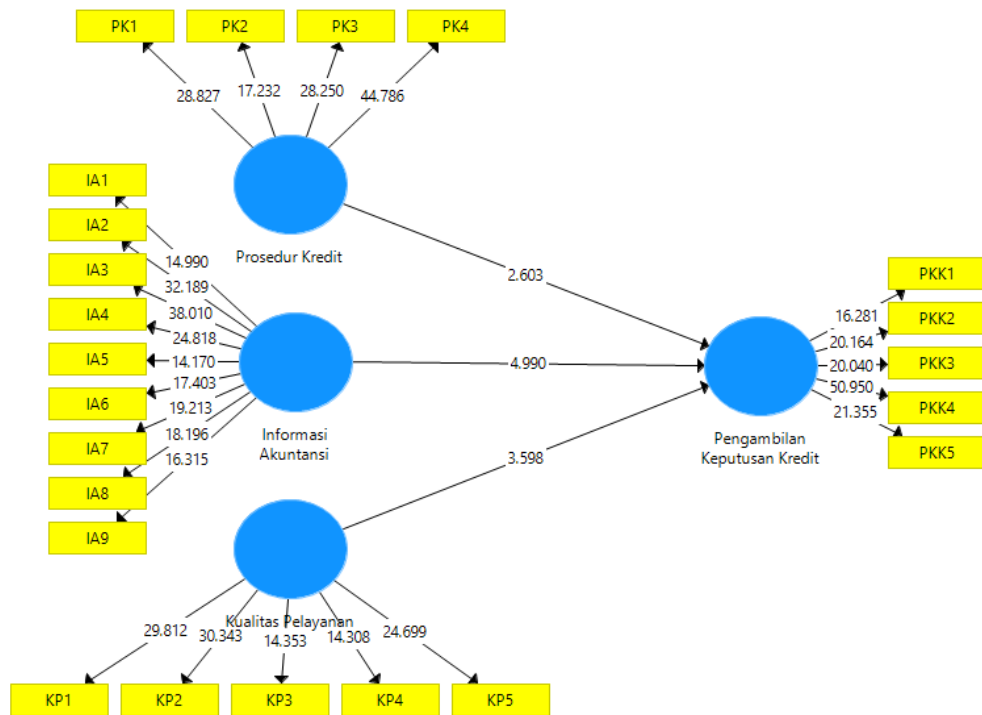 PK1 PK2 PK3 PK4
28.827 17.232 28.250 44.786
Prosedur Kredit
IA1
IA2
IA3
IA4
IA5
IA6
IA7
IA8
IA9
14.990
32.189
38.010
24.818
14.170
17.403
19.213
18.196
16.315
Informasi
Akuntansi
2.603
4.990
3.598
Pengambilan
Keputusan Kredit
16.281
20.164
20.040
50.950
21.355
PKK1
PKK2
PKK3
PKK4
PKK5
Kualitas Pelayanan
29.812 30.343 14.353 14.308 24.699
KP1 KP2 KP3 KP4 KP5